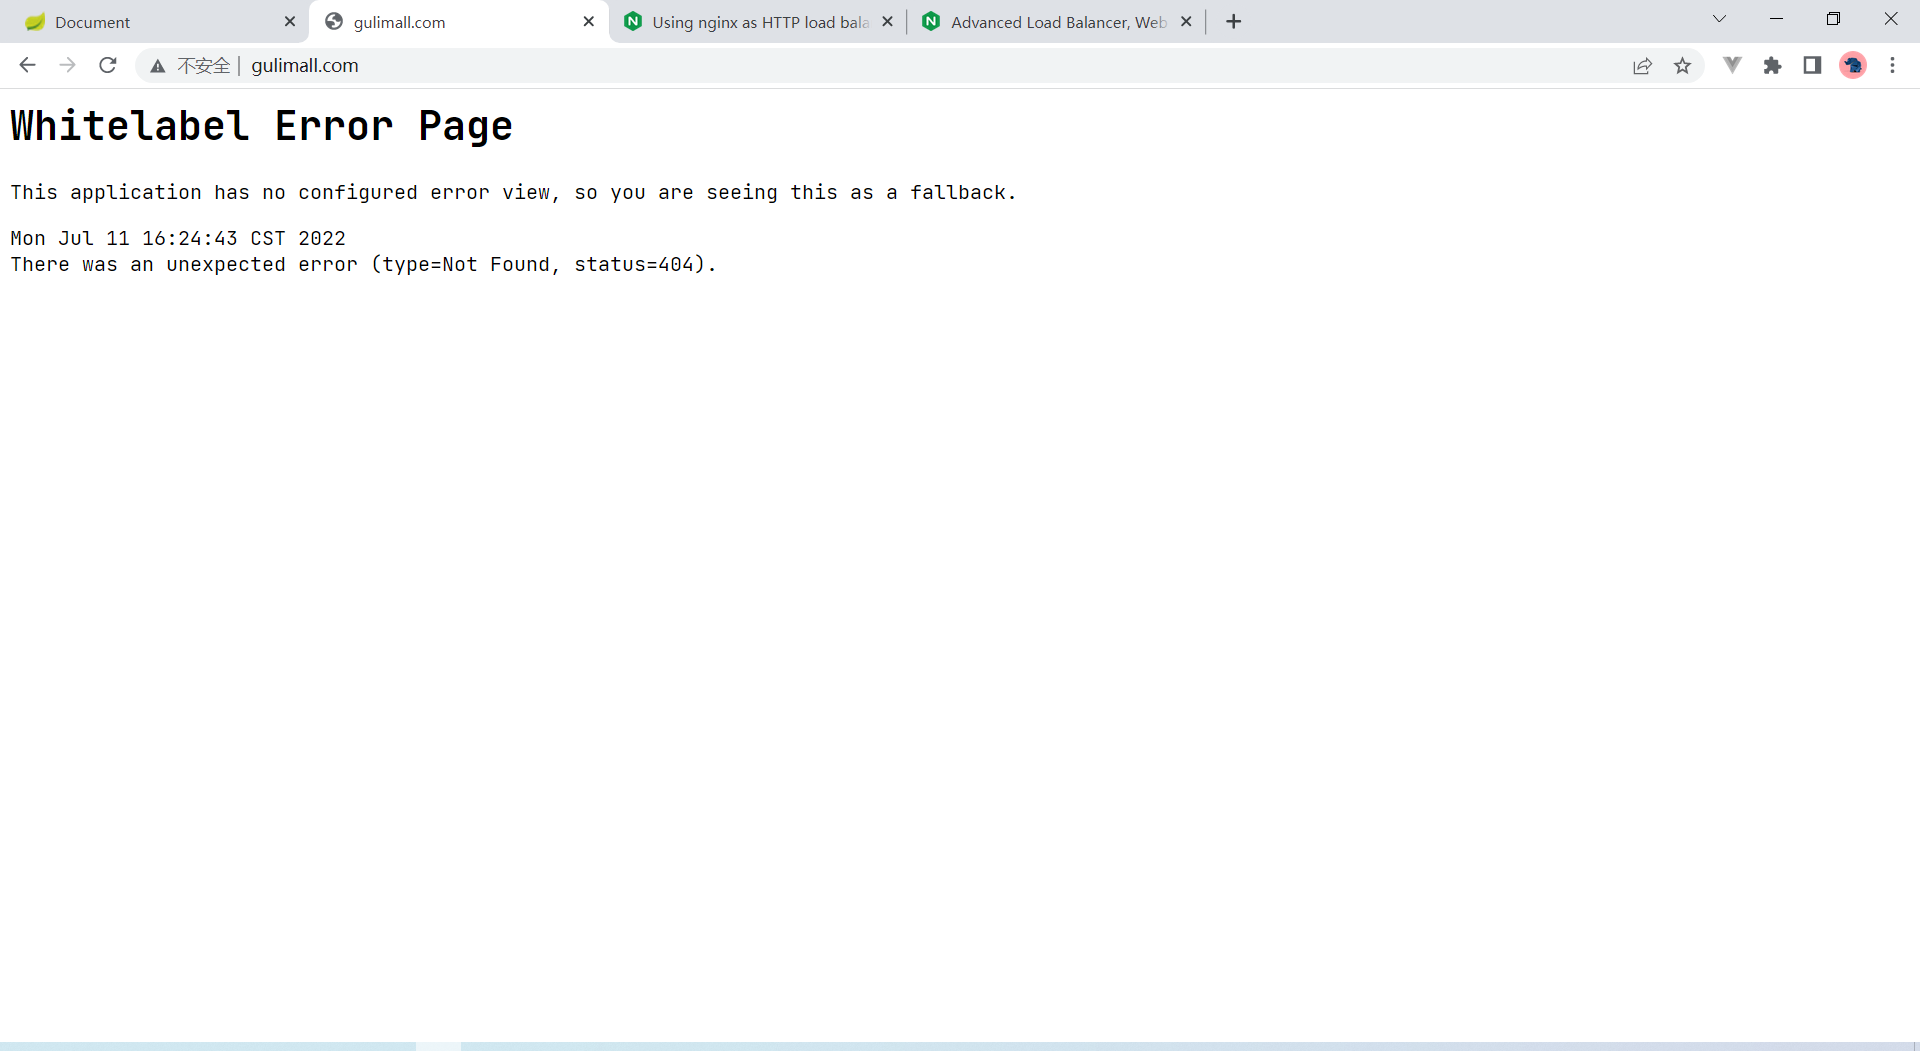 Document
gulimall.com
Using nginx as HTTP load bala
Advanced Load Balancer, Web
不安全 | gulimall.com
Whitelabel Error Page
This application has no configured error view, so you are seeing this as a fallback.
Mon Jul 11 16:24:43 CST 2022
There was an unexpected error (type=Not Found, status=404).